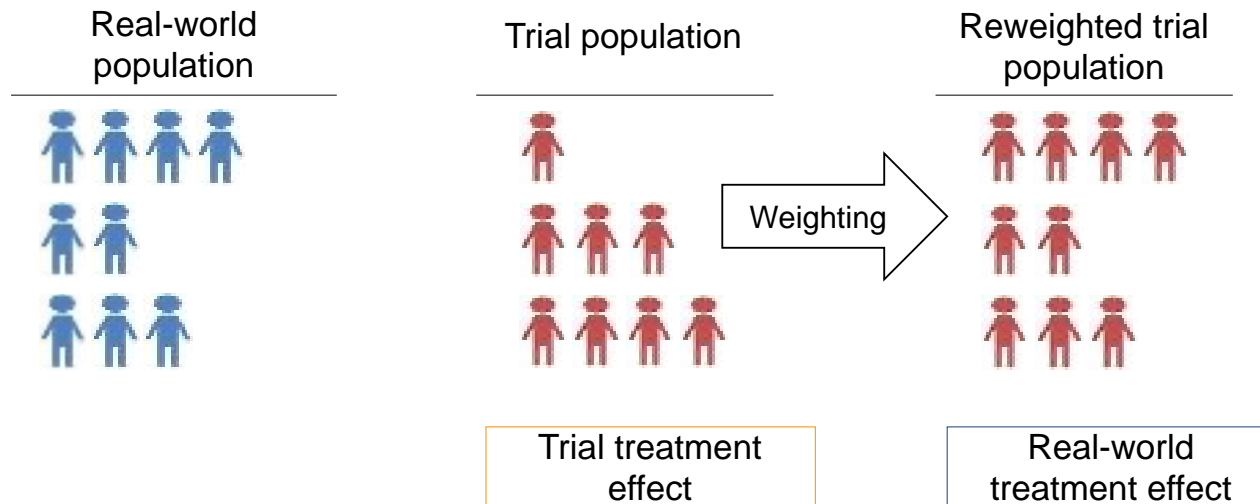 Real-world
population
Trial population
Reweighted trial
population
Weighting
Trial treatment
effect
Real-world
treatment effect